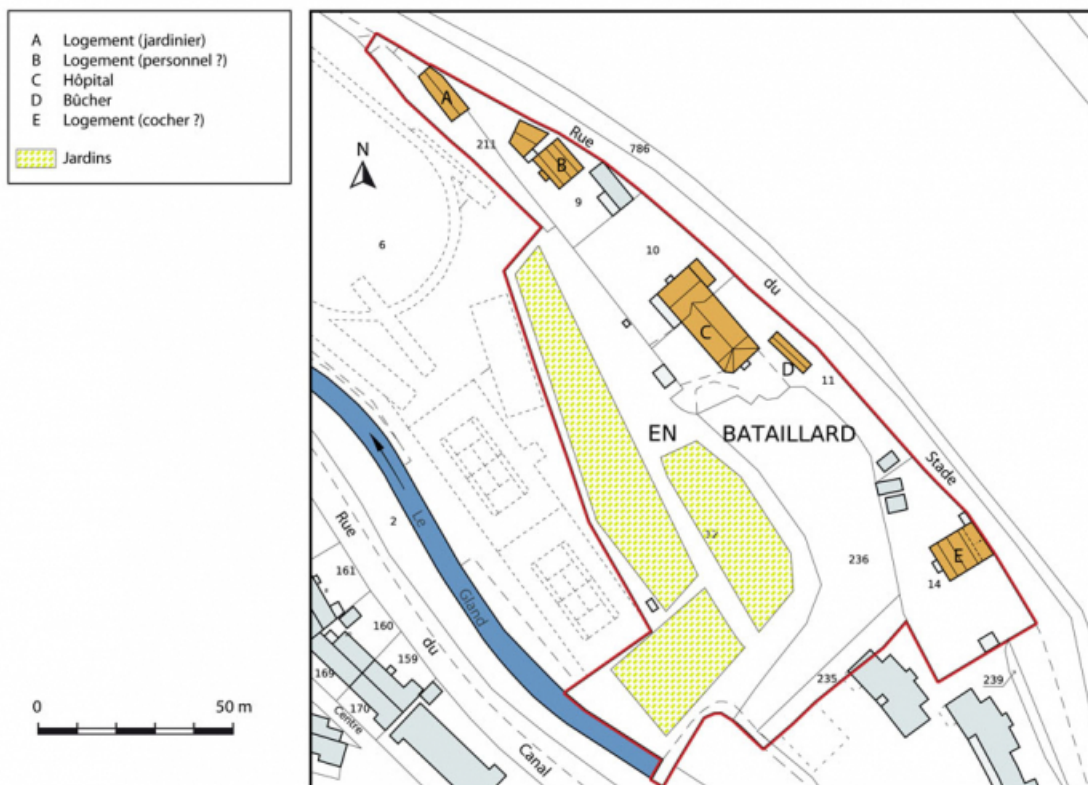 A Logement (jardinier)
B Logement (personnel ?)
C Hôpital
D Bûcher
E Logement (cocher ?)
Jardins
N
A
Rue
786
211
B
9
6
10
du
C
D
11
EN BATAILLARD
Stade
2
Le
Rue
32
236
E
161
Gland
14
160
du
159
235
239
169
170
0 50 m
Centre
Canal